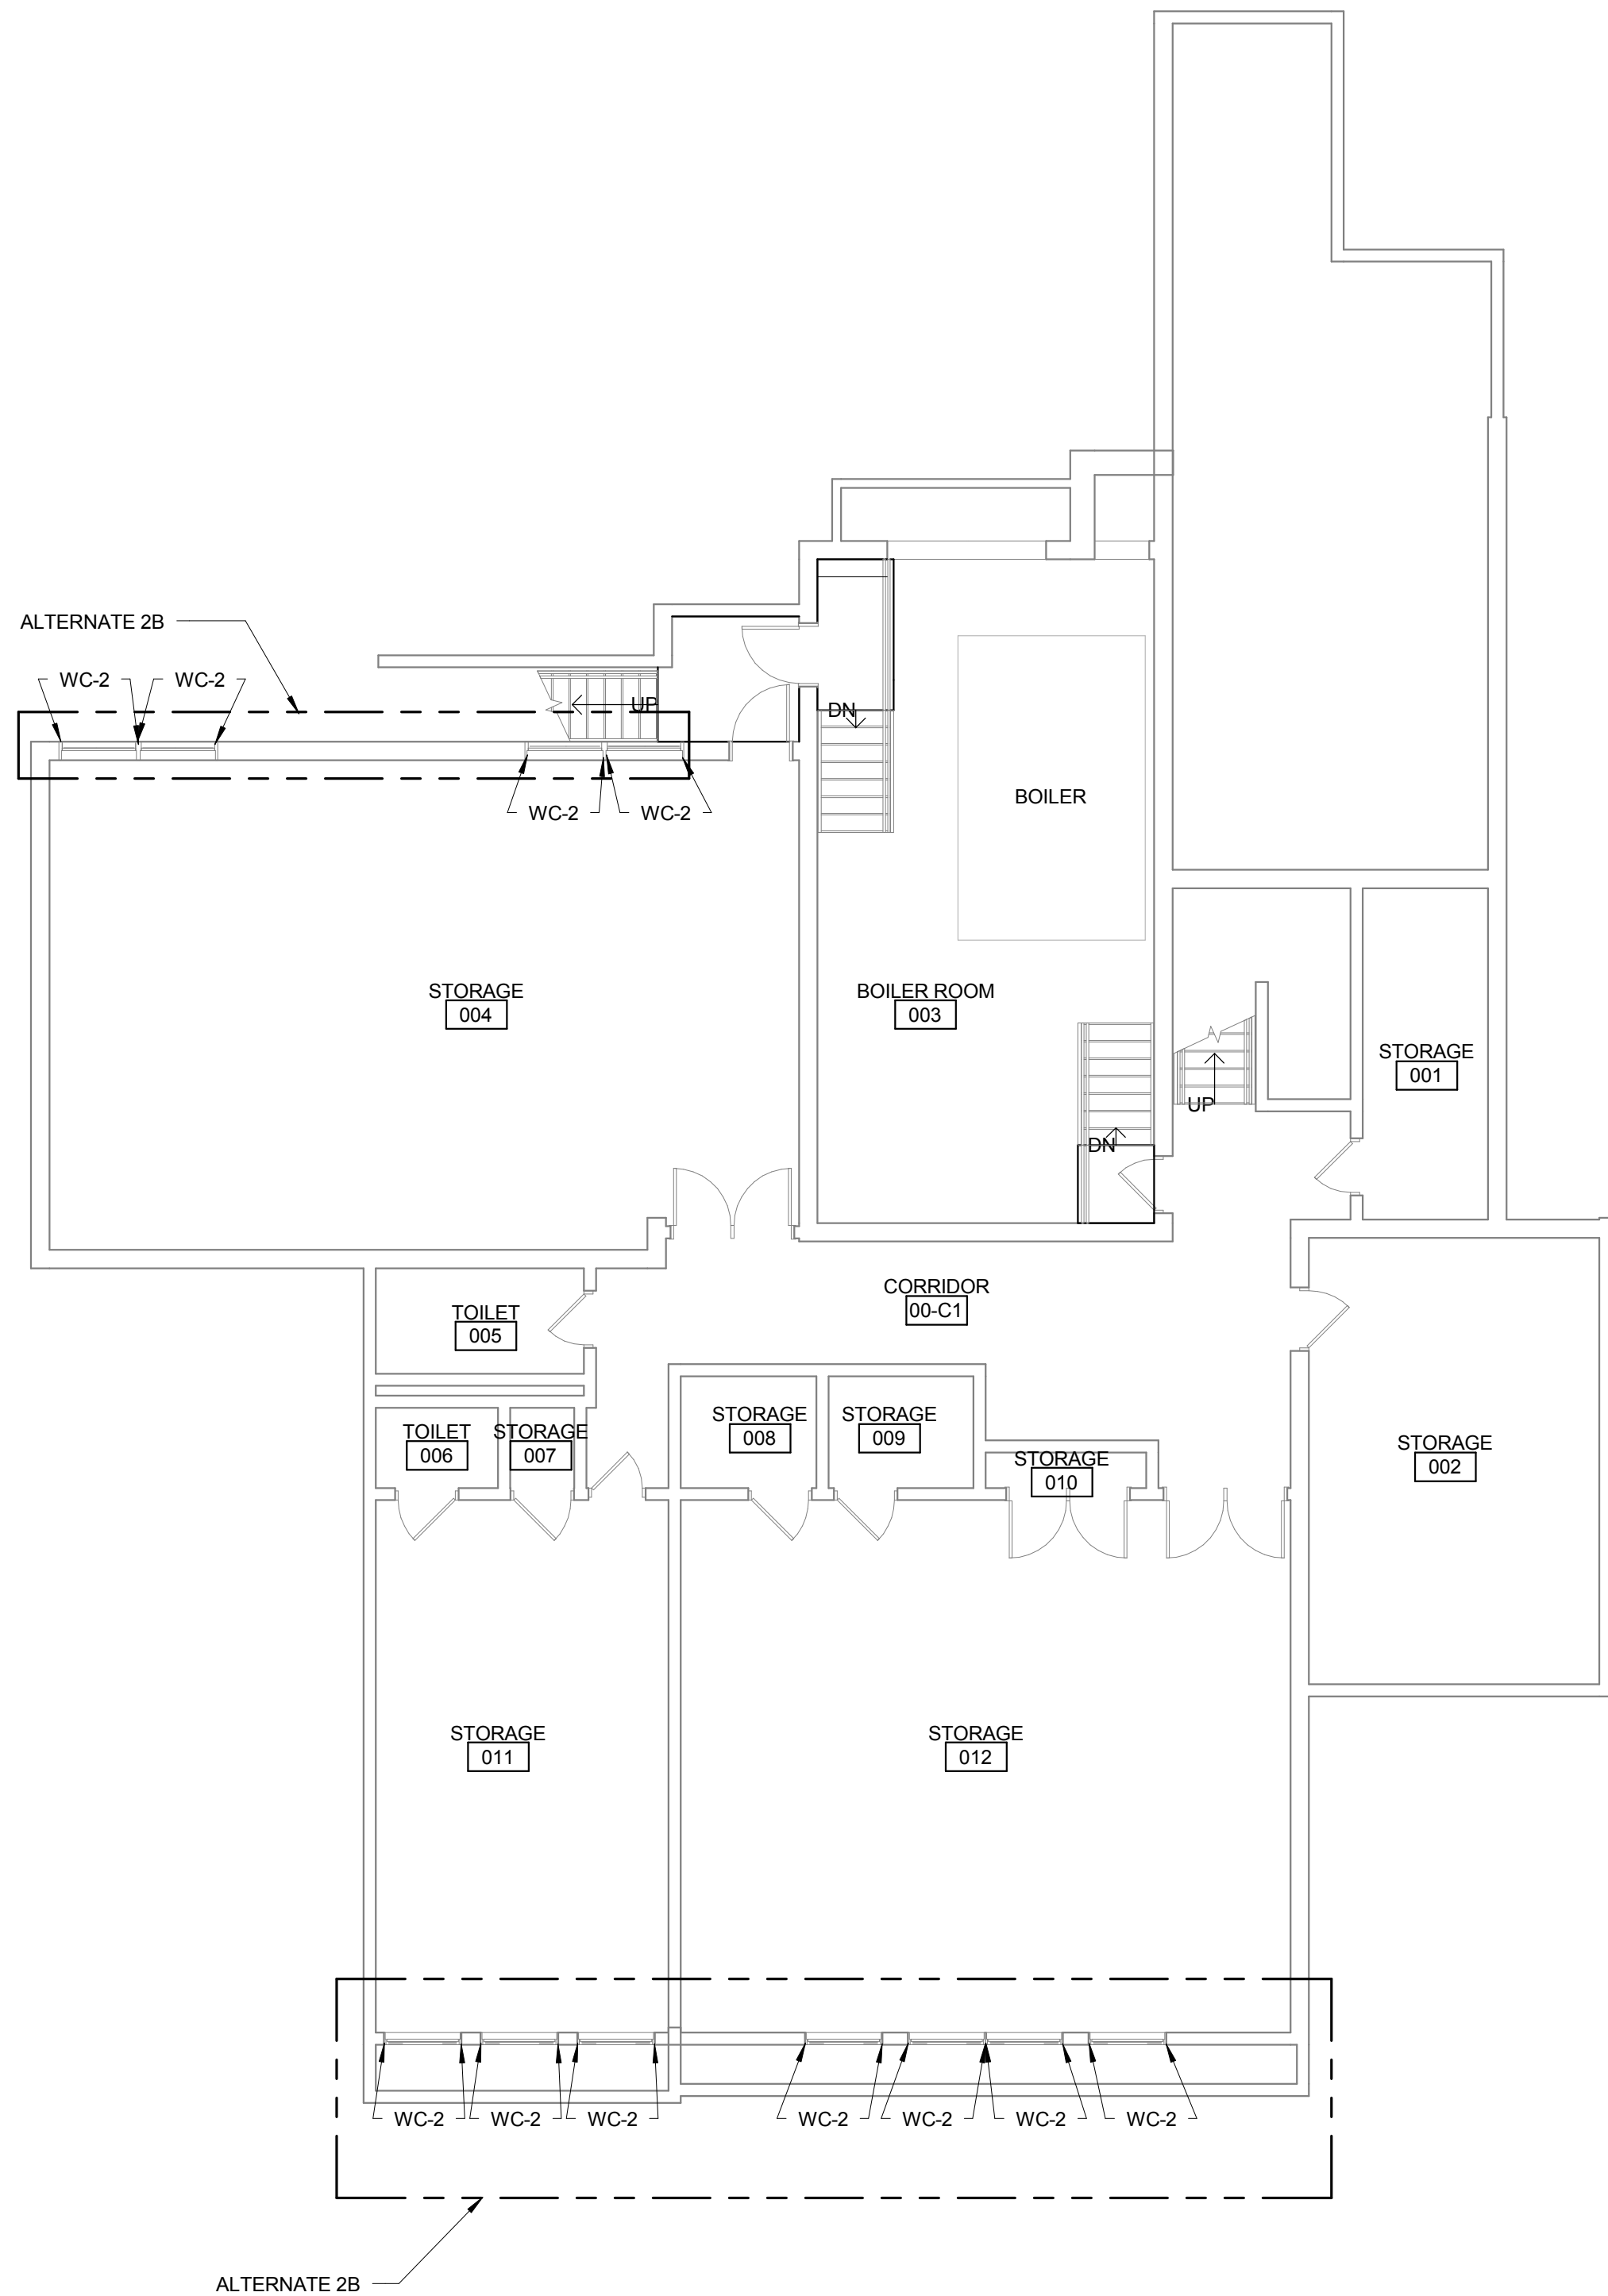 ALTERNATE 2B
WC-2 WC-2
UP
DN
WC-2 WC-2
BOILER
STORAGE
004
BOILER ROOM
003
STORAGE
001
UP
DN
CORRIDOR
00-C1
TOILET
005
STORAGE
008
STORAGE
009
TOILET
006
STORAGE
007
STORAGE
010
STORAGE
002
STORAGE
011
STORAGE
012
WC-2 WC-2 WC-2 WC-2 WC-2 WC-2 WC-2
ALTERNATE 2B